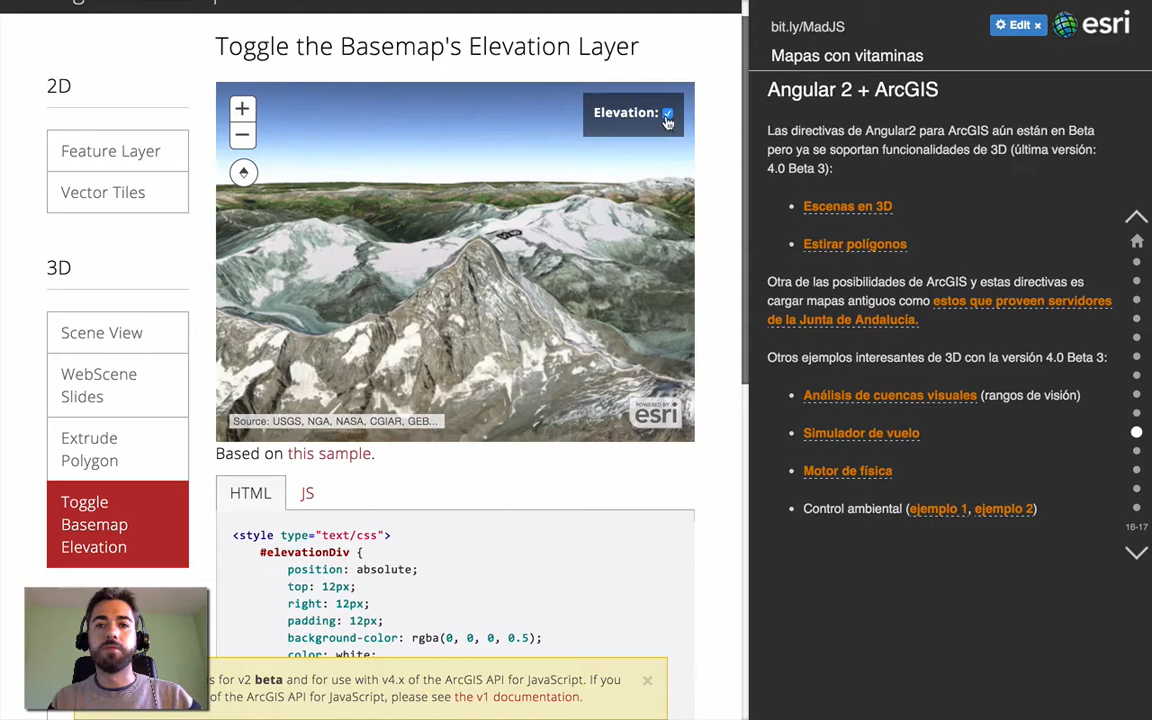 Toggle the Basemap's Elevation Layer
2D
Feature Layer
Vector Tiles
3D
Scene View
WebScene
Slides
Extrude
Polygon
Toggle
Basemap
Elevation
+
−
Elevation:
Source: USGS, NGA, NASA, CGIAR, GEB...
POWERED BY
esri
Based on this sample.
HTML
JS
<style type="text/css">
#elevationDiv {
position: absolute;
top: 12px;
right: 12px;
padding: 12px;
background-color: rgba(0, 0, 0, 0.5);
color: white;
s for v2 beta and for use with v4.x of the ArcGIS API for JavaScript. If you
of the ArcGIS API for JavaScript, please see the v1 documentation.
×
bit.ly/MadJS
Edit ×
esri
Mapas con vitaminas
Angular 2 + ArcGIS
Las directivas de Angular2 para ArcGIS aún están en Beta
pero ya se soportan funcionalidades de 3D (última versión:
4.0 Beta 3):
• Escenas en 3D
• Estirar polígonos
Otra de las posibilidades de ArcGIS y estas directivas es
cargar mapas antiguos como estos que proveen servidores
de la Junta de Andalucía.
Otros ejemplos interesantes de 3D con la versión 4.0 Beta 3:
• Análisis de cuencas visuales (rangos de visión)
• Simulador de vuelo
• Motor de física
• Control ambiental (ejemplo 1, ejemplo 2)
16-17